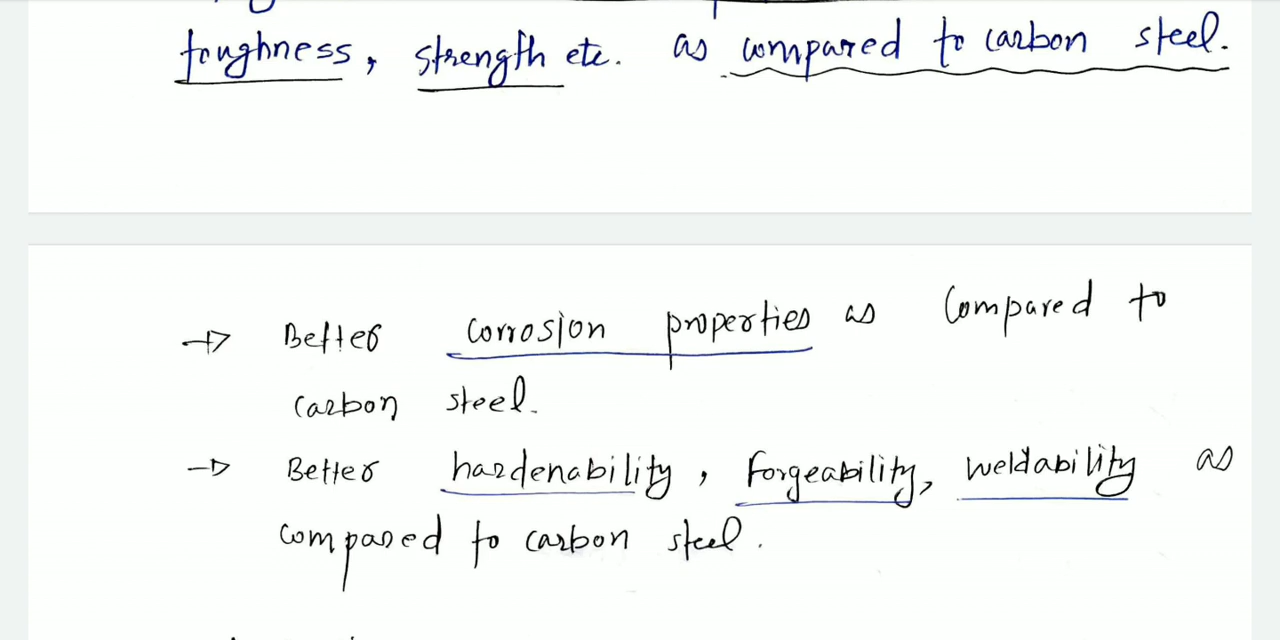 toughness, strength etc. as compared to carbon steel.
→ Better corrosion properties as compared to
carbon steel.
→ Better hardenability, forgeability, weldability as
compared to carbon steel.